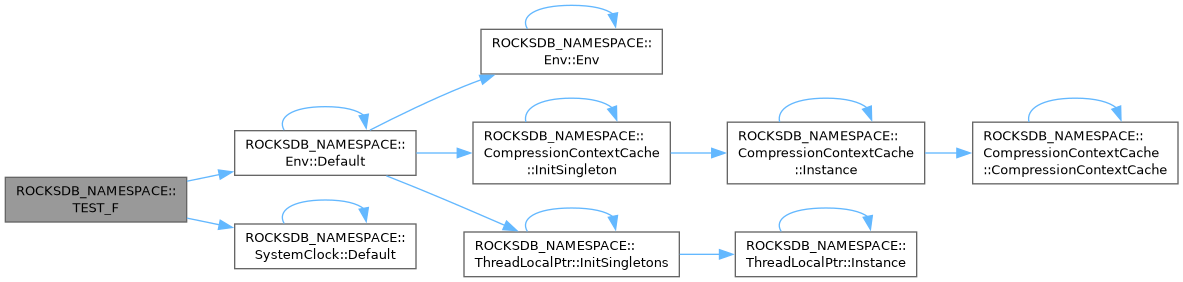 ROCKSDB_NAMESPACE::
TEST_F
ROCKSDB_NAMESPACE::
Env::Default
ROCKSDB_NAMESPACE::
SystemClock::Default
ROCKSDB_NAMESPACE::
Env::Env
ROCKSDB_NAMESPACE::
CompressionContextCache
::InitSingleton
ROCKSDB_NAMESPACE::
ThreadLocalPtr::InitSingletons
ROCKSDB_NAMESPACE::
CompressionContextCache
::Instance
ROCKSDB_NAMESPACE::
ThreadLocalPtr::Instance
ROCKSDB_NAMESPACE::
CompressionContextCache
::CompressionContextCache